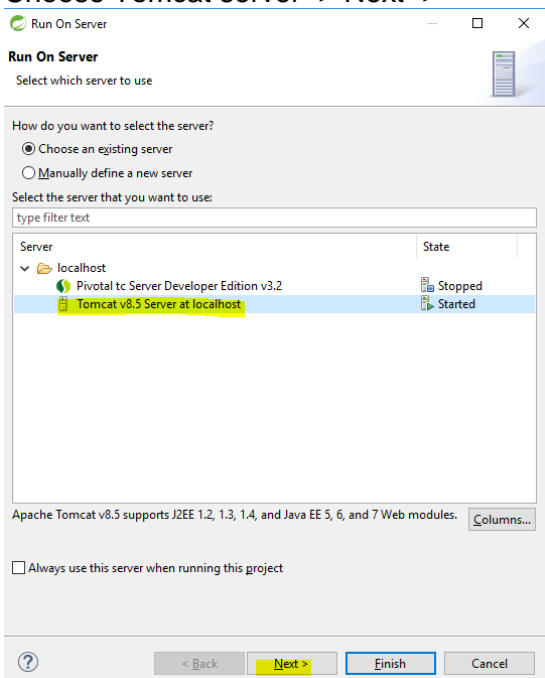 Choose Tomcat server -> Next ->
Run On Server
Run On Server
Select which server to use
How do you want to select the server?
Choose an existing server
Manually define a new server
Select the server that you want to use:
type filter text
Server State
localhost
Pivotal tc Server Developer Edition v3.2 Stopped
Tomcat v8.5 Server at localhost Started
Apache Tomcat v8.5 supports J2EE 1.2, 1.3, 1.4, and Java EE 5, 6, and 7 Web modules. Columns...
Always use this server when running this project
? < Back Next > Finish Cancel